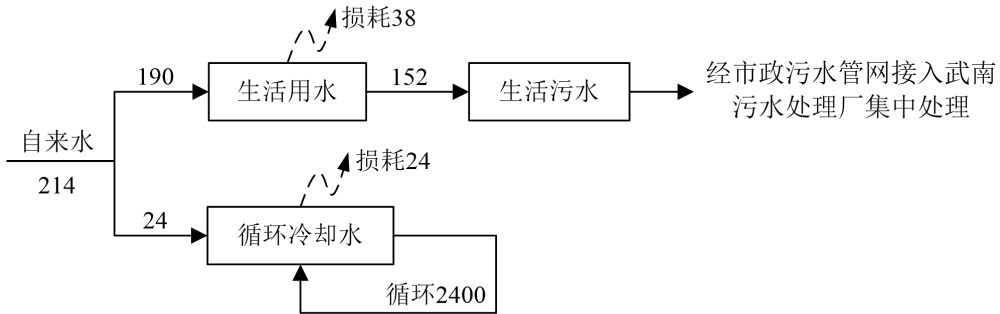 损耗38
190
生活用水
152
生活污水
经市政污水管网接入武南
污水处理厂集中处理
自来水
214
损耗24
24
循环冷却水
循环2400